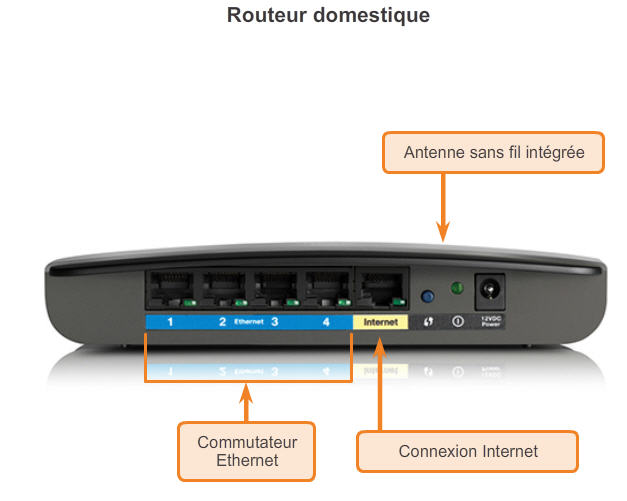 Routeur domestique
Antenne sans fil intégrée
1 2 Ethernet 3 4 Internet 12VDC
Power
Commutateur
Ethernet
Connexion Internet